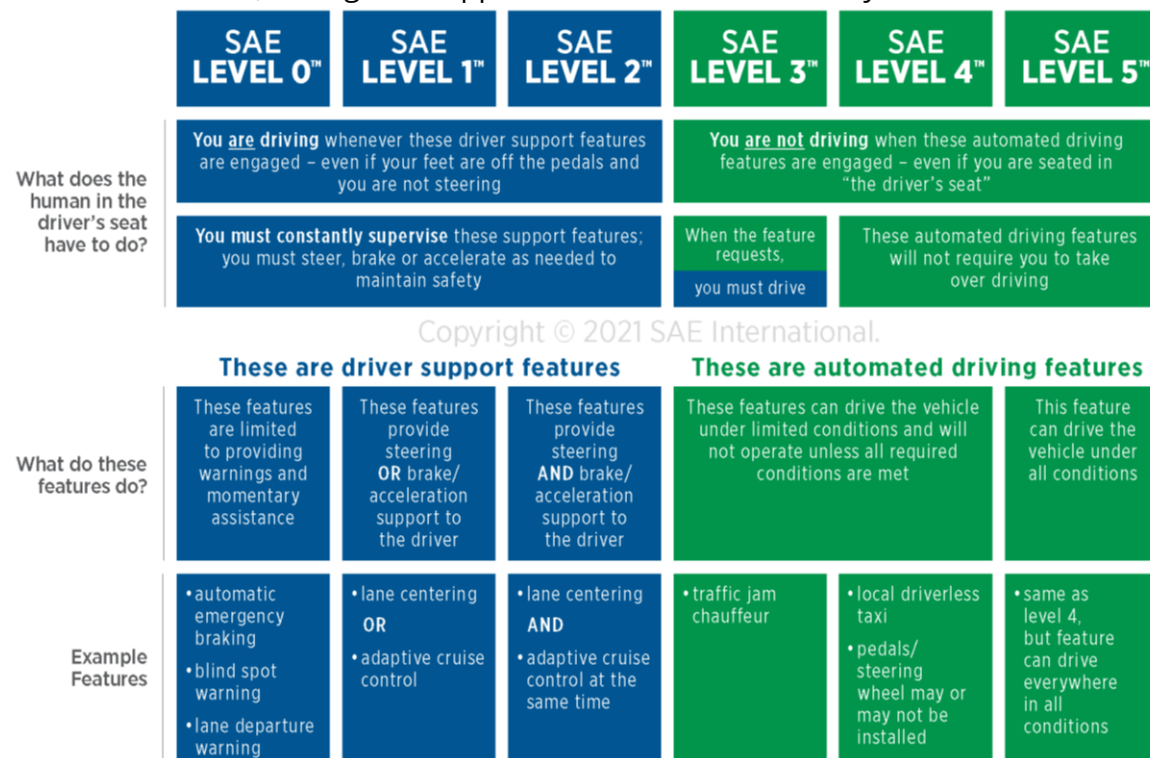 SAE
LEVEL 0™
SAE
LEVEL 1™
SAE
LEVEL 2™
SAE
LEVEL 3™
SAE
LEVEL 4™
SAE
LEVEL 5™
What does the
human in the
driver's seat
have to do?
You are driving whenever these driver support features
are engaged – even if your feet are off the pedals and
you are not steering
You are not driving when these automated driving
features are engaged – even if you are seated in
“the driver's seat”
You must constantly supervise these support features;
you must steer, brake or accelerate as needed to
maintain safety
When the feature
requests,
you must drive
These automated driving features
will not require you to take
over driving
Copyright © 2021 SAE International.
These are driver support features
These are automated driving features
What do these
features do?
These features
are limited
to providing
warnings and
momentary
assistance
These features
provide
steering
OR brake/
acceleration
support to
the driver
These features
provide
steering
AND brake/
acceleration
support to
the driver
These features can drive the vehicle
under limited conditions and will
not operate unless all required
conditions are met
This feature
can drive the
vehicle under
all conditions
Example
Features
• automatic
emergency
braking
• blind spot
warning
• lane departure
warning
• lane centering
OR
• adaptive cruise
control
• lane centering
AND
• adaptive cruise
control at the
same time
• traffic jam
chauffeur
• local driverless
taxi
• pedals/
steering
wheel may or
may not be
installed
• same as
level 4,
but feature
can drive
everywhere
in all
conditions